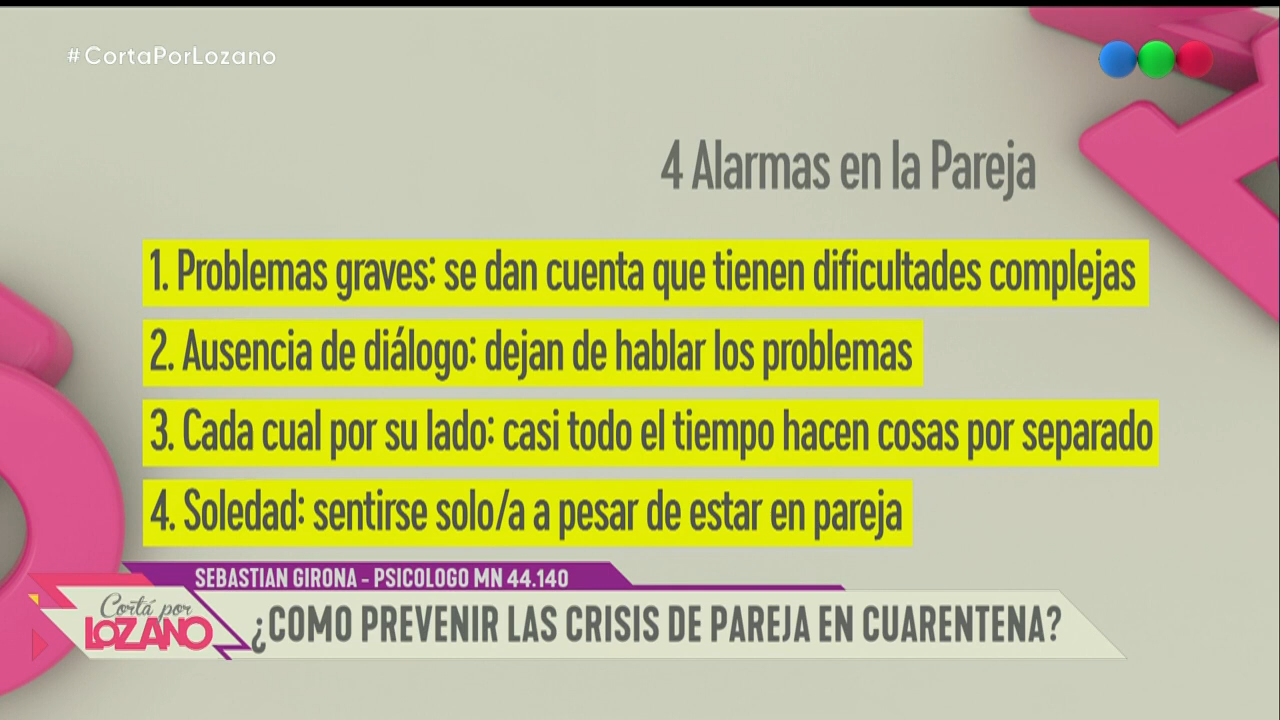 #CortaPorLozano
4 Alarmas en la Pareja
1. Problemas graves: se dan cuenta que tienen dificultades complejas
2. Ausencia de diálogo: dejan de hablar los problemas
3. Cada cual por su lado: casi todo el tiempo hacen cosas por separado
4. Soledad: sentirse solo/a a pesar de estar en pareja
SEBASTIAN GIRONA - PSICOLOGO MN 44.140
Cortá por
LOZANO
¿COMO PREVENIR LAS CRISIS DE PAREJA EN CUARENTENA?